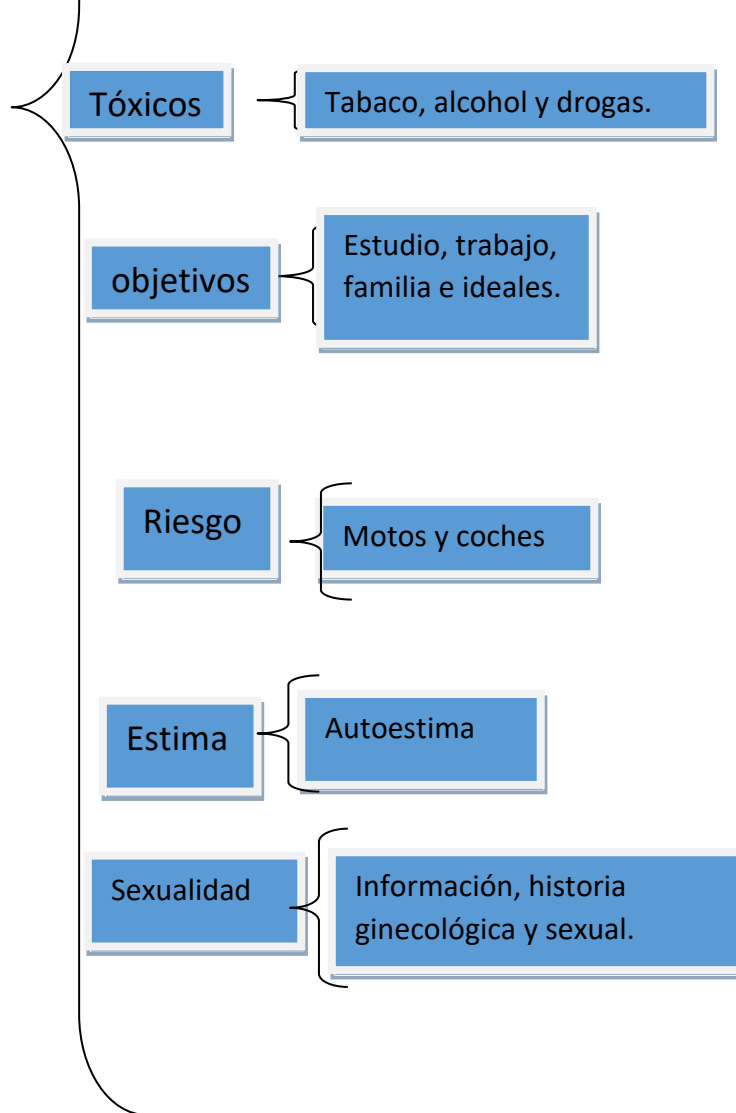 Tóxicos
Tabaco, alcohol y drogas.
objetivos
Estudio, trabajo,
familia e ideales.
Riesgo
Motos y coches
Estima
Autoestima
Sexualidad
Información, historia
ginecológica y sexual.